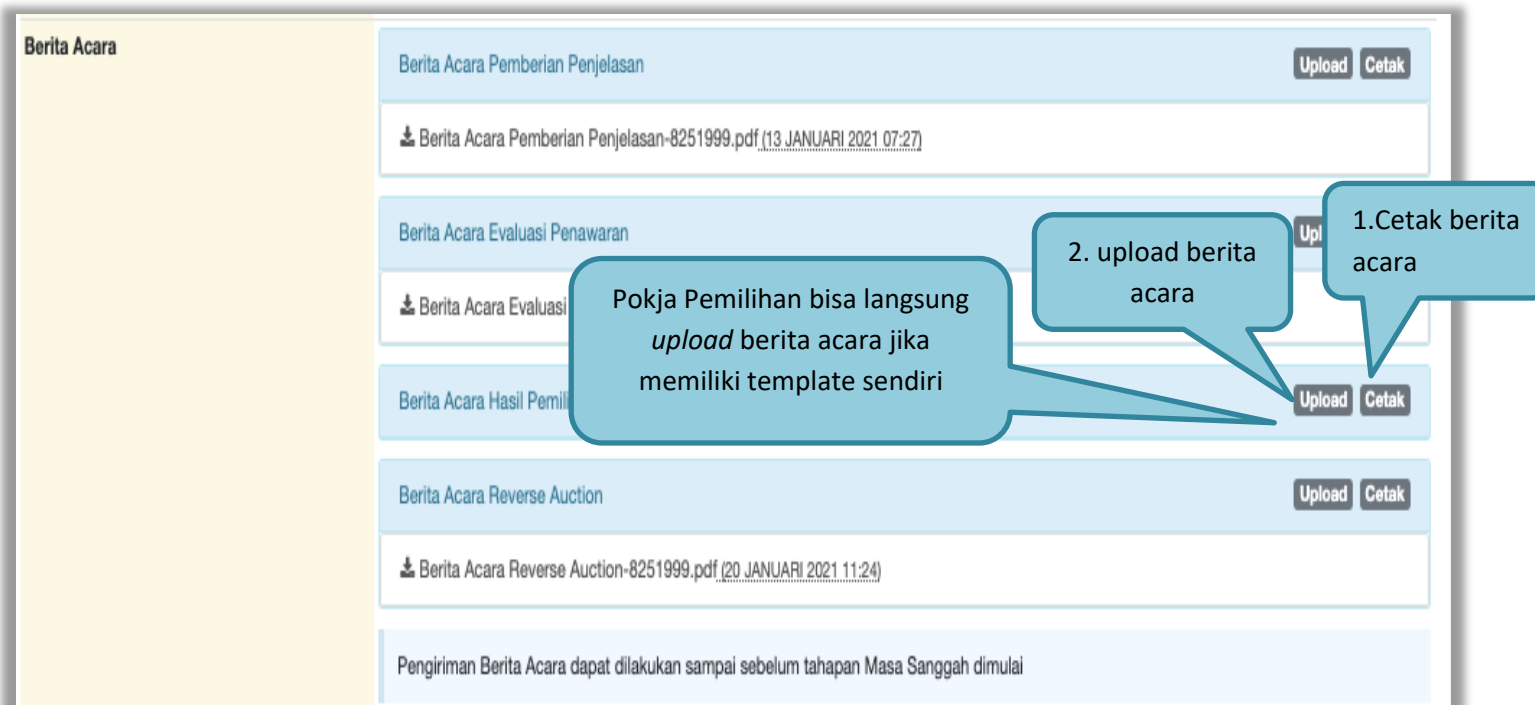 Berita Acara
Berita Acara Pemberian Penjelasan
Upload Cetak
Berita Acara Pemberian Penjelasan-8251999.pdf (13 JANUARI 2021 07:27)
Berita Acara Evaluasi Penawaran
1.Cetak berita
acara
2. upload berita
acara
Berita Acara Evaluasi
Pokja Pemilihan bisa langsung
upload berita acara jika
memiliki template sendiri
Berita Acara Hasil
Upload Cetak
Berita Acara Reverse Auction
Upload Cetak
Berita Acara Reverse Auction-8251999.pdf (20 JANUARI 2021 11:24)
Pengiriman Berita Acara dapat dilakukan sampai sebelum tahapan Masa Sanggah dimulai